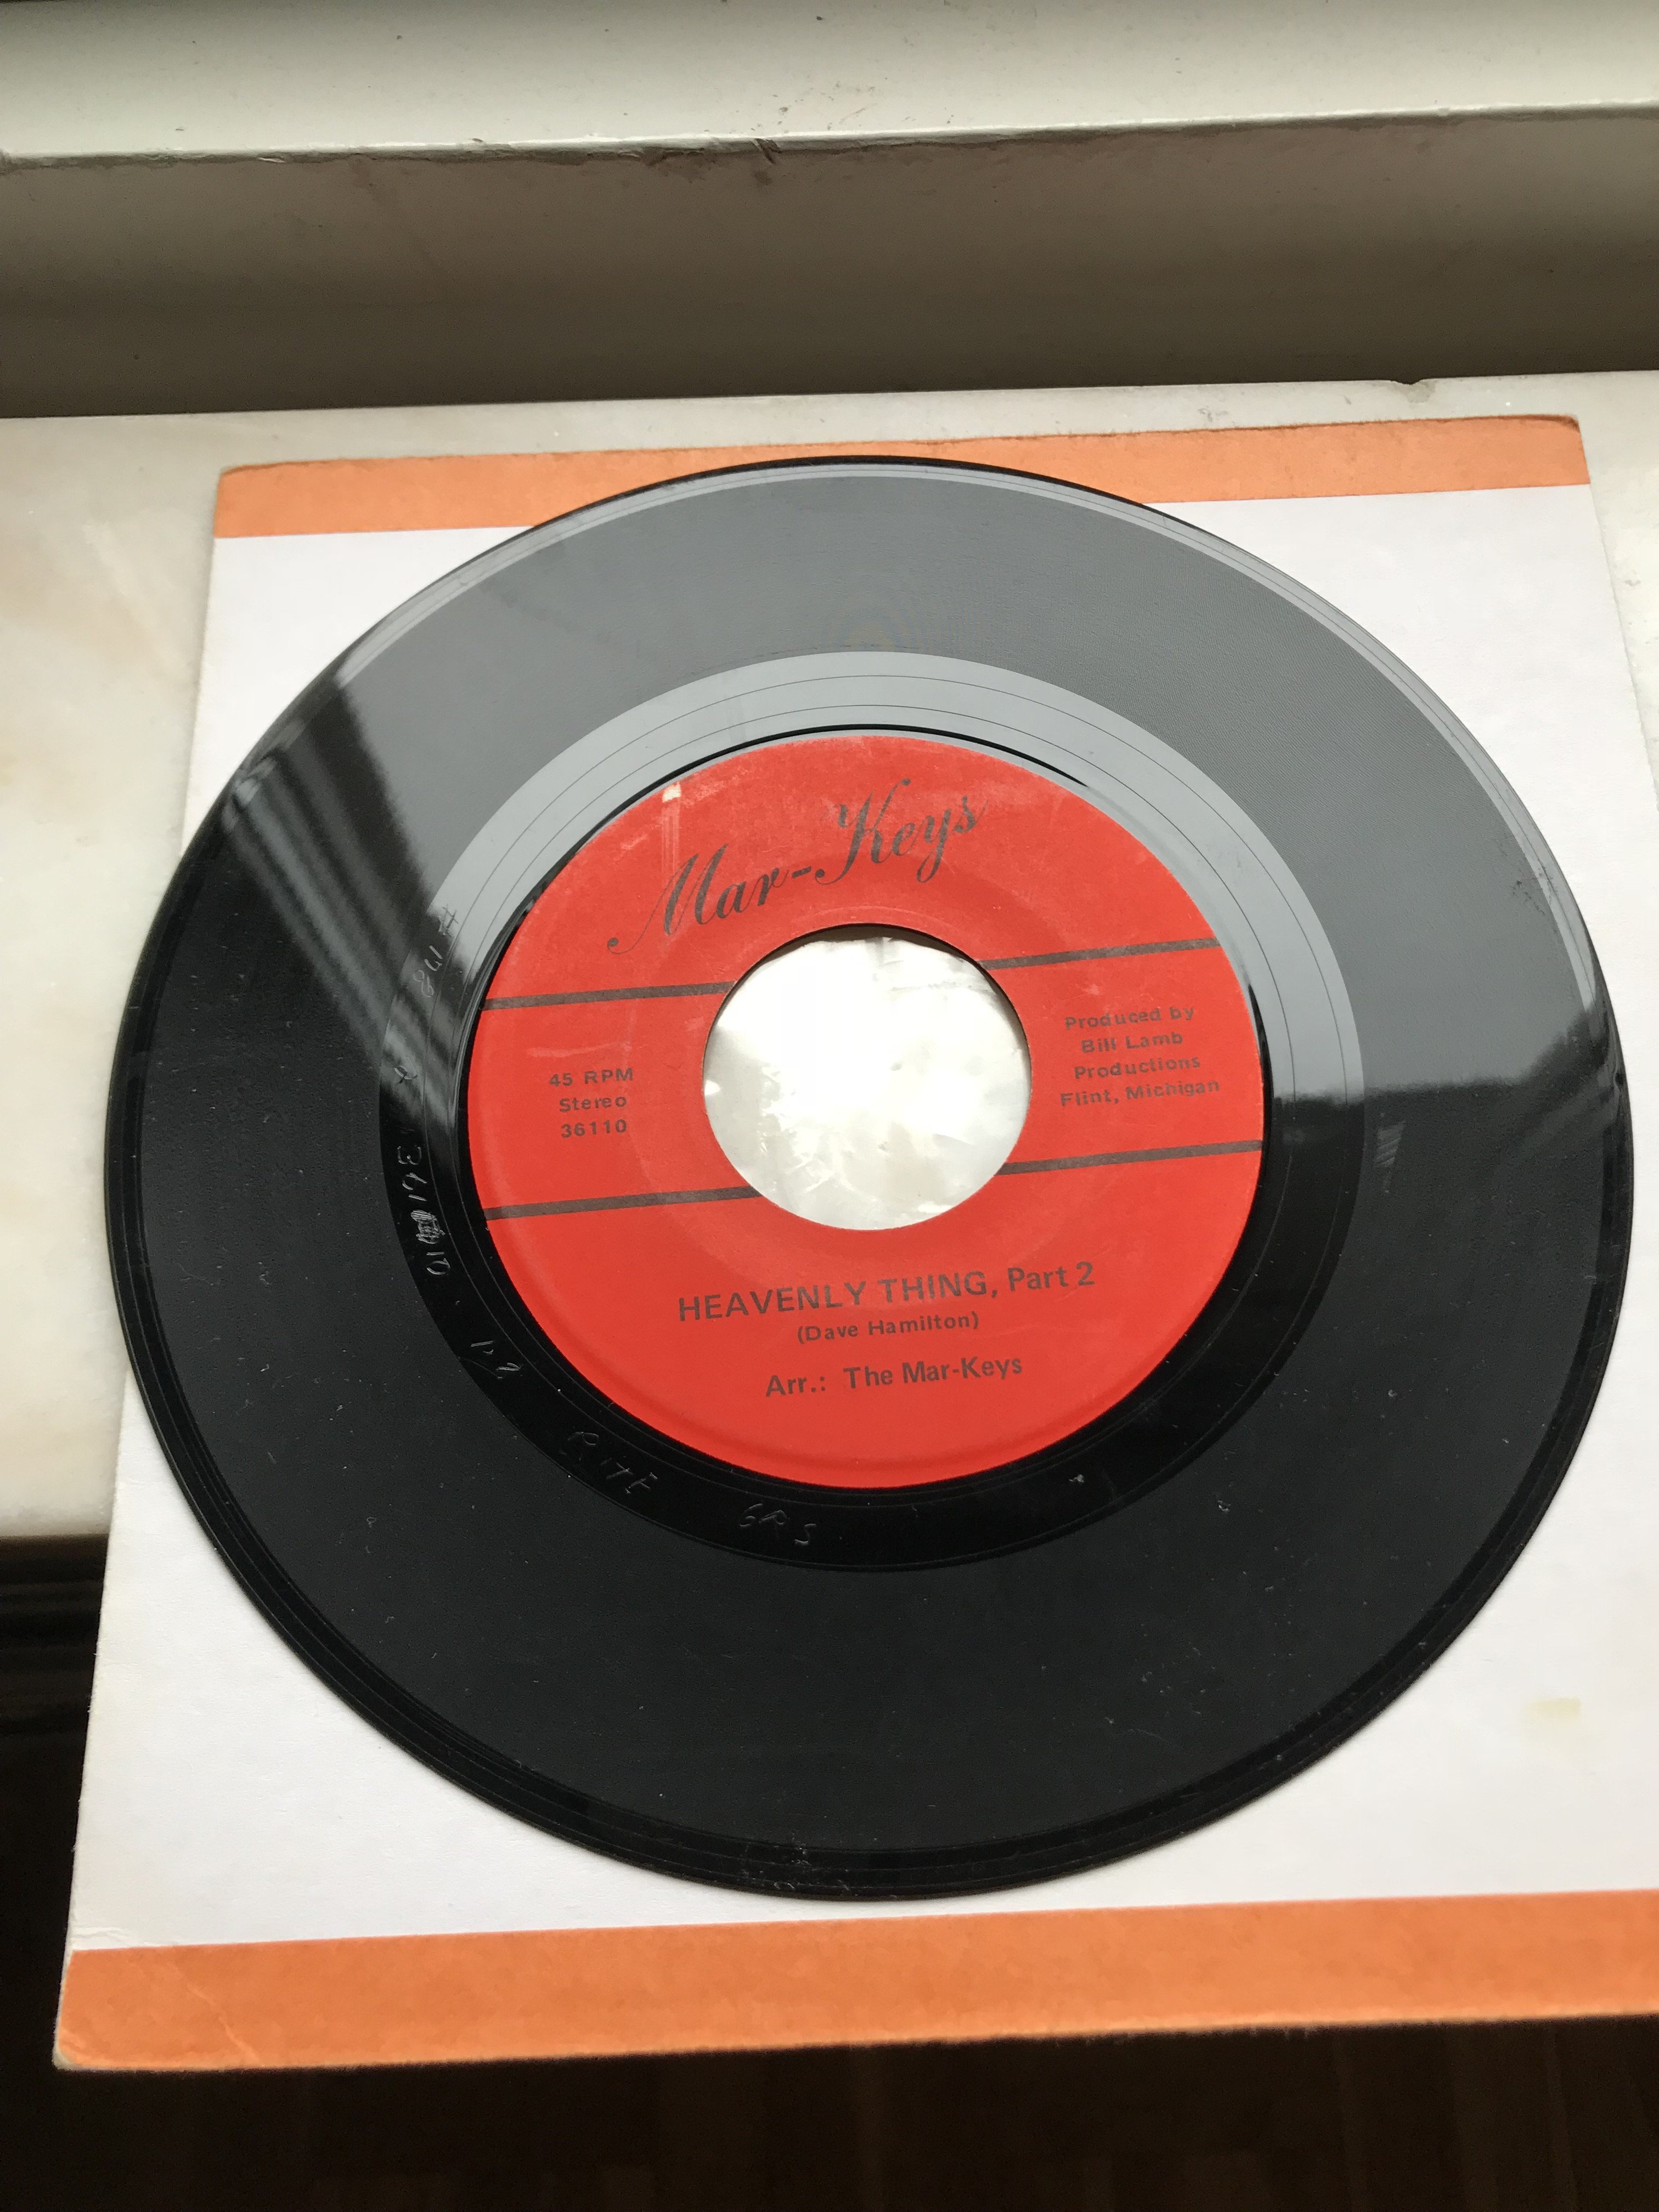 Mar-Keys
45 RPM
Stereo
36110
Produced by
Bill Lamb
Productions
Flint, Michigan
HEAVENLY THING, Part 2
(Dave Hamilton)
Arr.: The Mar-Keys
RITE